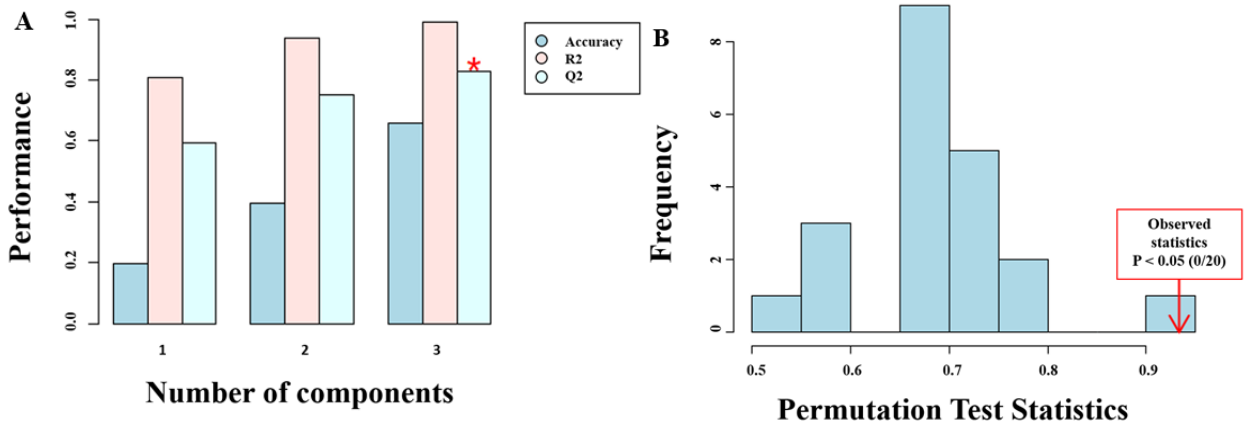 A
1.0
0.8
0.6
0.4
0.2
0.0
Performance
1
2
3
Number of components
*
Accuracy
R2
Q2
B
8
6
4
2
0
Frequency
Observed
statistics
P < 0.05 (0/20)
0.5
0.6
0.7
0.8
0.9
Permutation Test Statistics